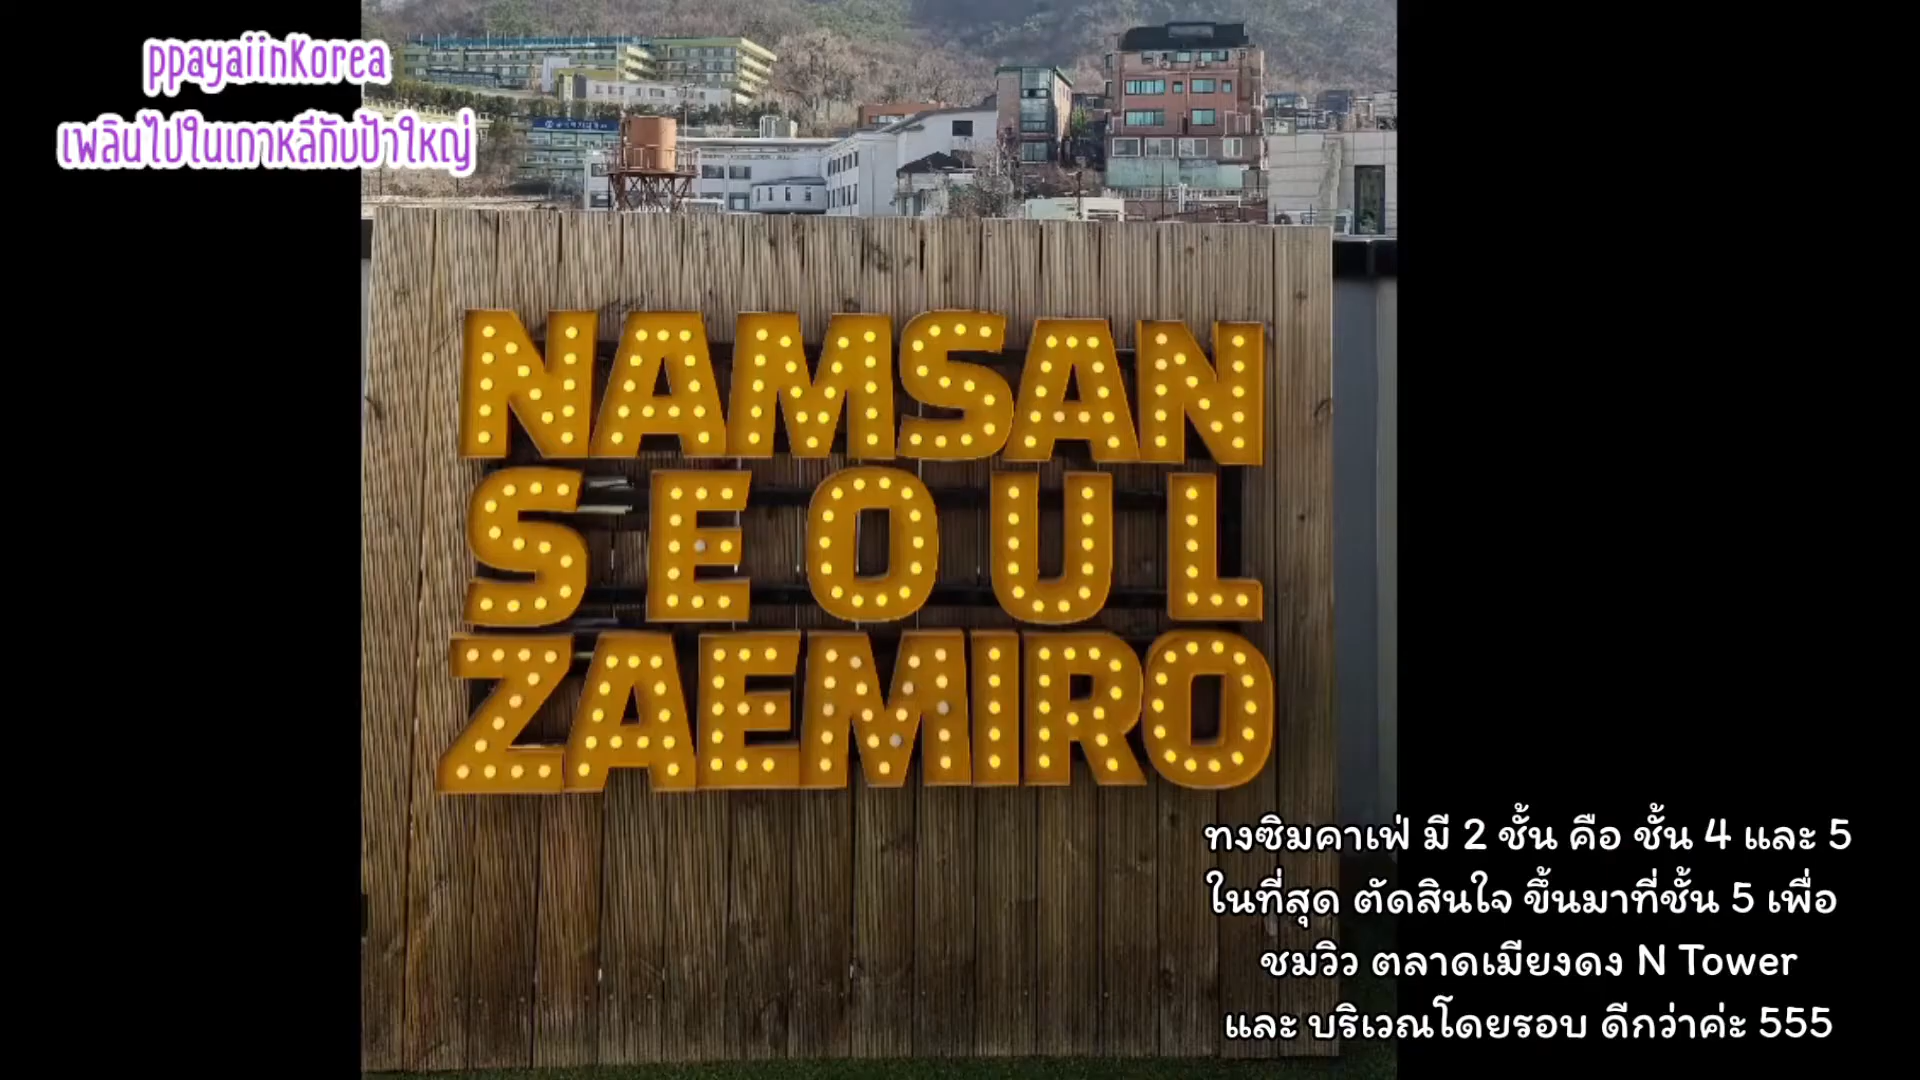 ppayaiinKorea
เพลินไปในเกาหลีกับป้าใหญ่
NAMSAN
SEOUL
ZAEMIRO
ทงซิมคาเฟ่ มี 2 ชั้น คือ ชั้น 4 และ 5
ในที่สุด ตัดสินใจ ขึ้นมาที่ชั้น 5 เพื่อ
ชมวิว ตลาดเมียงดง N Tower
และ บริเวณโดยรอบ ดีกว่าค่ะ 555